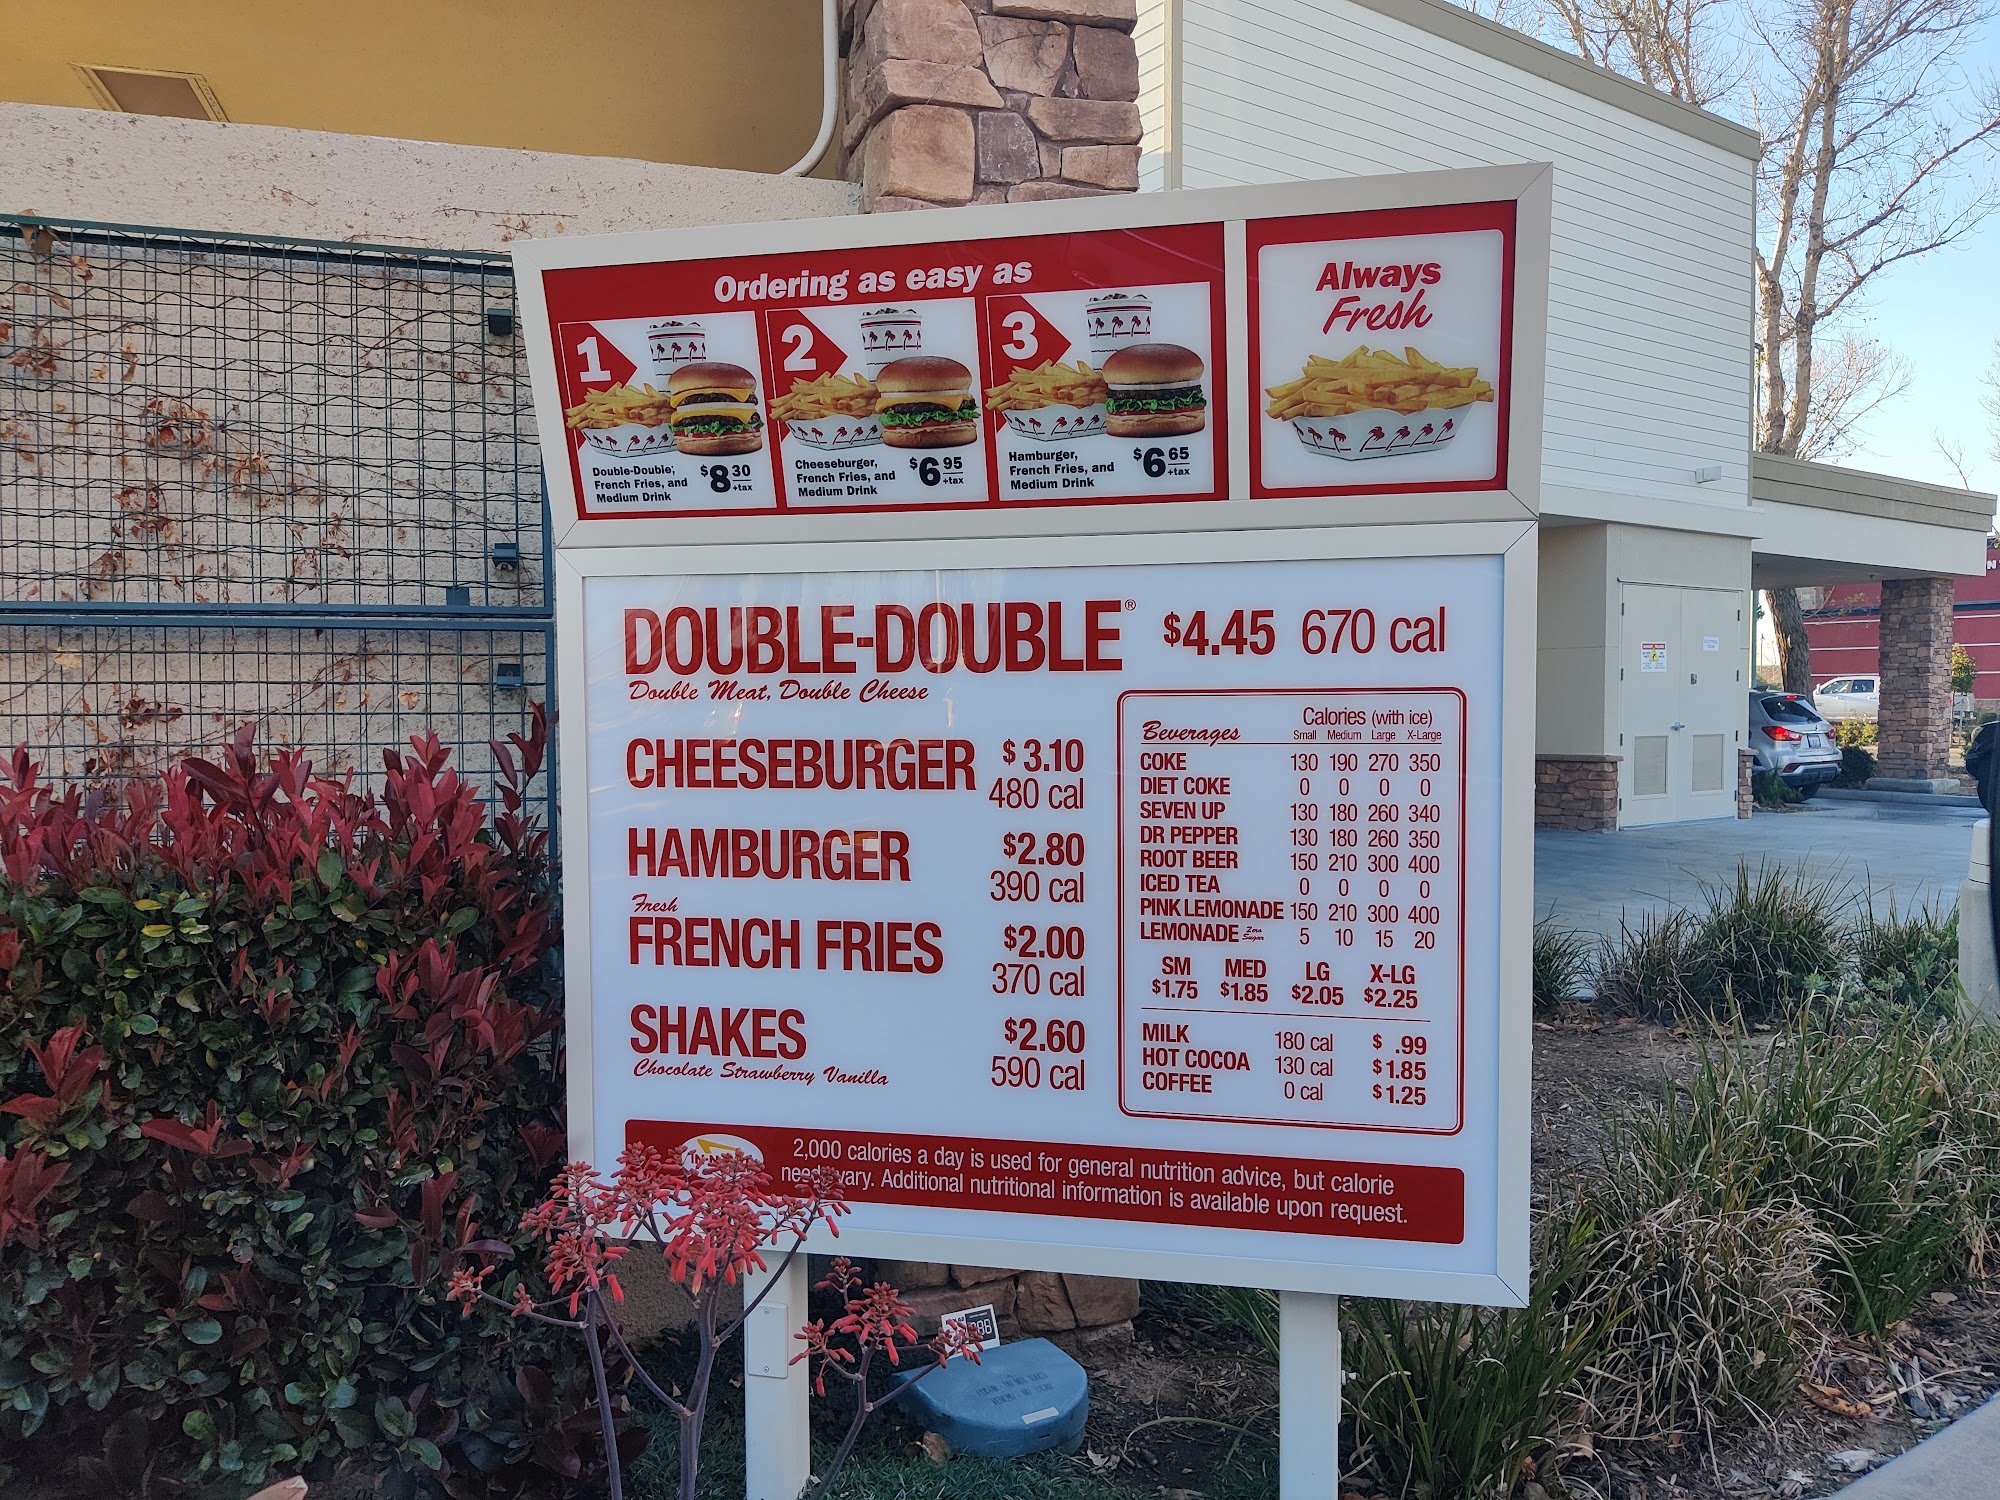 Ordering as easy as
1
Double-Double,
French Fries, and
Medium Drink
$8 30
+tax
2
Cheeseburger,
French Fries, and
Medium Drink
$6 95
+tax
3
Hamburger,
French Fries, and
Medium Drink
$6 65
+tax
Always
Fresh
DOUBLE-DOUBLE® $4.45 670 cal
Double Meat, Double Cheese
CHEESEBURGER $3.10
480 cal
HAMBURGER $2.80
390 cal
Fresh
FRENCH FRIES $2.00
370 cal
SHAKES $2.60
Chocolate Strawberry Vanilla 590 cal
Beverages Calories (with ice)
Small Medium Large X-Large
COKE 130 190 270 350
DIET COKE 0 0 0 0
SEVEN UP 130 180 260 340
DR PEPPER 130 180 260 350
ROOT BEER 150 210 300 400
ICED TEA 0 0 0 0
PINK LEMONADE 150 210 300 400
LEMONADE Zero Sugar 5 10 15 20
SM MED LG X-LG
$1.75 $1.85 $2.05 $2.25
MILK 180 cal $ .99
HOT COCOA 130 cal $1.85
COFFEE 0 cal $1.25
2,000 calories a day is used for general nutrition advice, but calorie
needs vary. Additional nutritional information is available upon request.